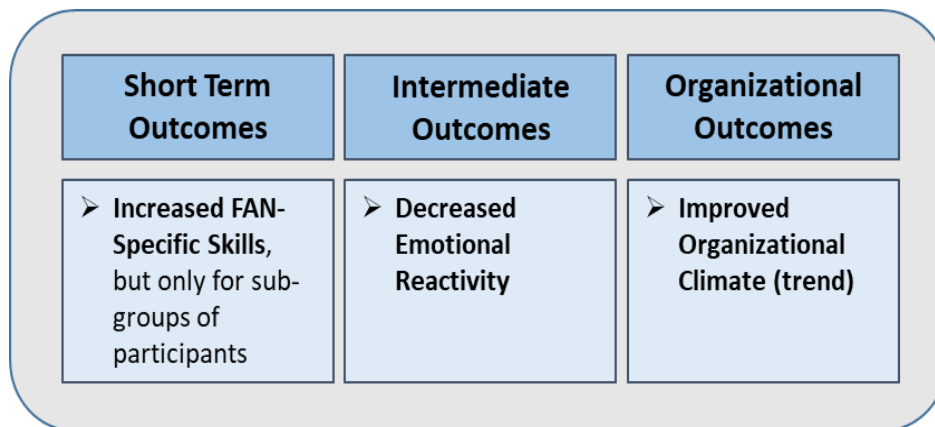 Short Term
Outcomes
Intermediate
Outcomes
Organizational
Outcomes
➢ Increased FAN-
Specific Skills,
but only for sub-
groups of
participants
➢ Decreased
Emotional
Reactivity
➢ Improved
Organizational
Climate (trend)